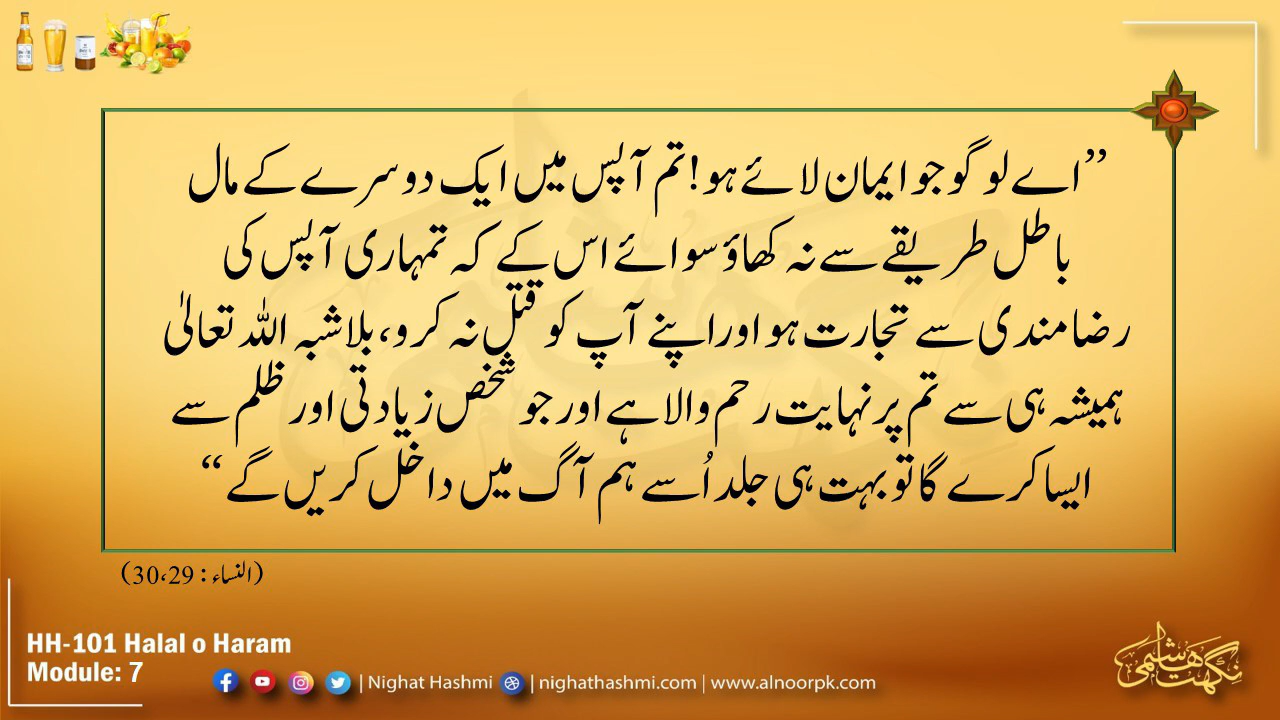 ”اے لوگو جو ایمان لائے ہو! تم آپس میں ایک دوسرے کے مال
باطل طریقے سے نہ کھاؤ سوائے اس کے کہ تمہاری آپس کی
رضامندی سے تجارت ہو اور اپنے آپ کو قتل نہ کرو، بلاشبہ اللہ تعالیٰ
ہمیشہ ہی سے تم پر نہایت رحم والا ہے اور جو شخص زیادتی اور ظلم سے
ایسا کرے گا تو بہت ہی جلد اُسے ہم آگ میں داخل کریں گے“
(النساء: 29،30)
HH-101 Halal o Haram
Module: 7
| Nighat Hashmi | nighathashmi.com | www.alnoorpk.com
نگہت ہاشمی